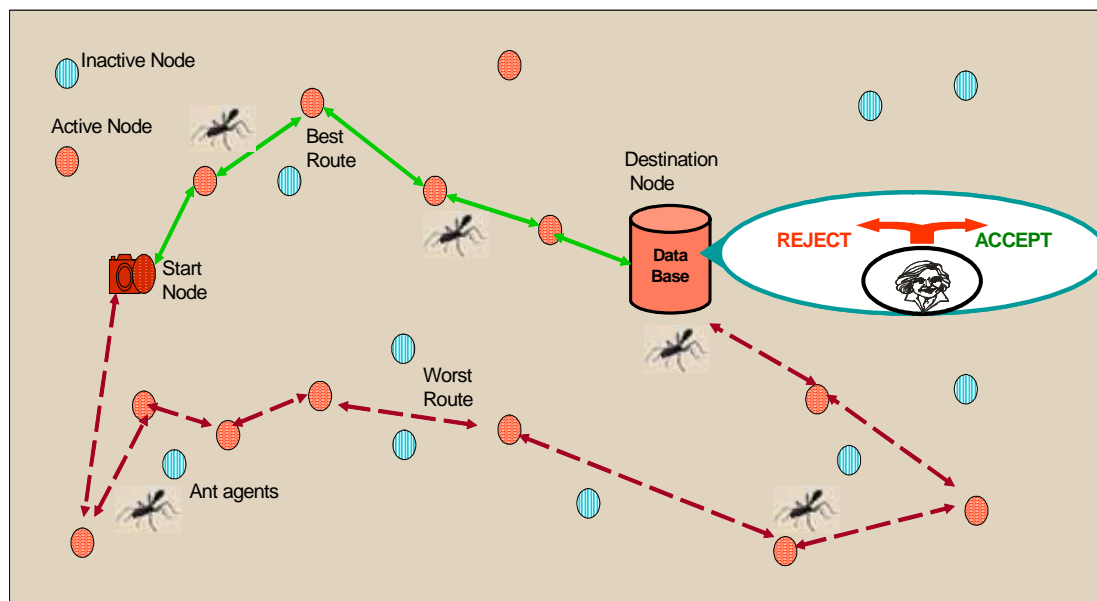 Inactive Node
Active Node
Best
Route
Destination
Node
REJECT
ACCEPT
Data
Base
Start
Node
Worst
Route
Ant agents